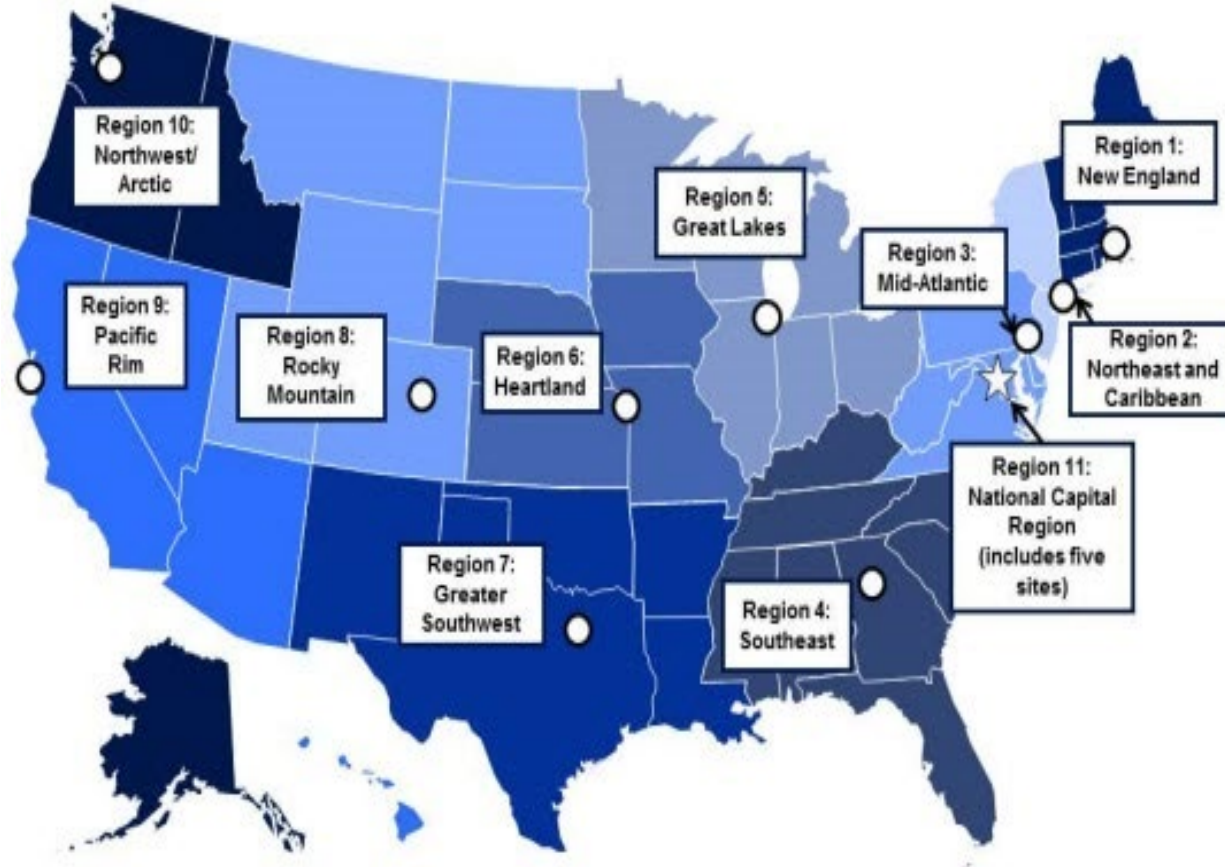 Region 10:
Northwest/
Arctic
Region 1:
New England
Region 5:
Great Lakes
Region 3:
Mid-Atlantic
Region 9:
Pacific
Rim
Region 8:
Rocky
Mountain
Region 6:
Heartland
Region 2:
Northeast and
Caribbean
Region 11:
National Capital
Region
(includes five
sites)
Region 7:
Greater
Southwest
Region 4:
Southeast